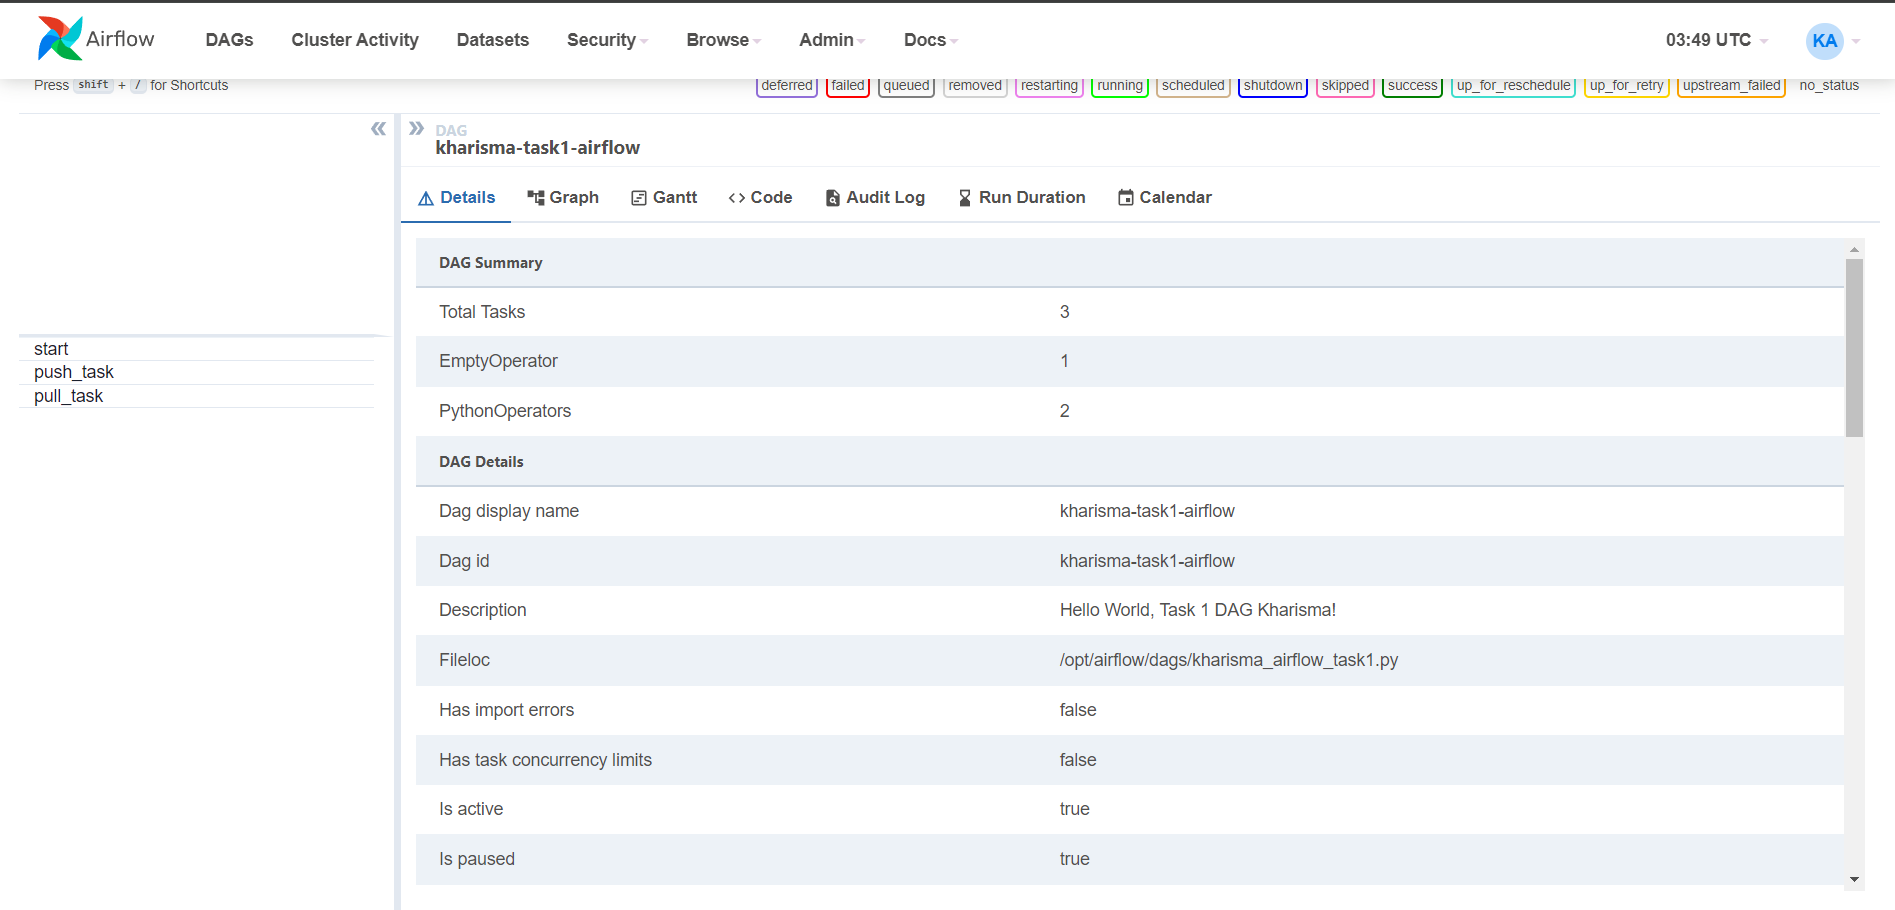 Airflow DAGs Cluster Activity Datasets Security Browse Admin Docs 03:49 UTC KA
Press shift + / for Shortcuts deferred failed queued removed restarting running scheduled shutdown skipped success up_for_reschedule up_for_retry upstream_failed no_status
DAG
kharisma-task1-airflow
Details Graph Gantt Code Audit Log Run Duration Calendar
start
push_task
pull_task
DAG Summary
Total Tasks 3
EmptyOperator 1
PythonOperators 2
DAG Details
Dag display name kharisma-task1-airflow
Dag id kharisma-task1-airflow
Description Hello World, Task 1 DAG Kharisma!
Fileloc /opt/airflow/dags/kharisma_airflow_task1.py
Has import errors false
Has task concurrency limits false
Is active true
Is paused true